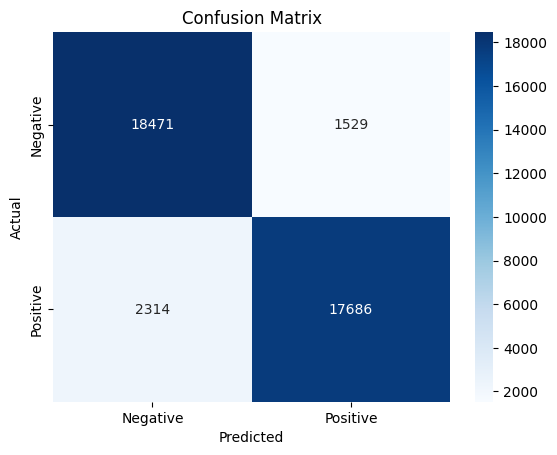 Confusion Matrix
Actual
Negative
Positive
18471 1529
2314 17686
Negative Positive
Predicted
18000
16000
14000
12000
10000
8000
6000
4000
2000